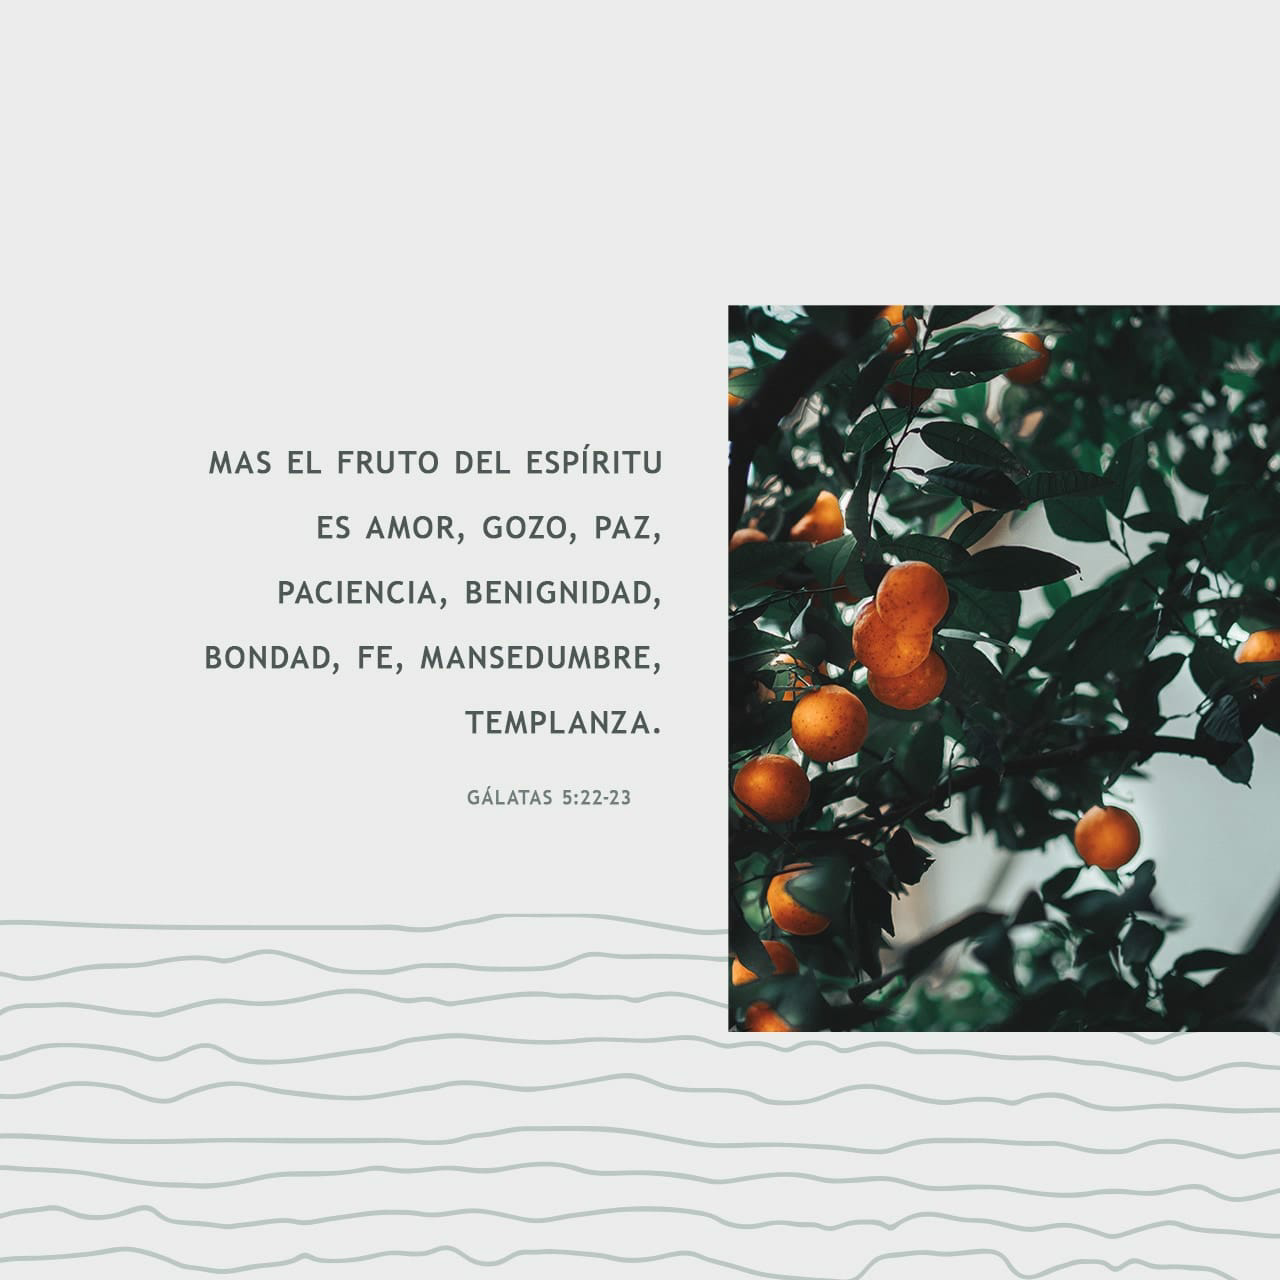 MAS EL FRUTO DEL ESPÍRITU
ES AMOR, GOZO, PAZ,
PACIENCIA, BENIGNIDAD,
BONDAD, FE, MANSEDUMBRE,
TEMPLANZA.
GÁLATAS 5:22-23